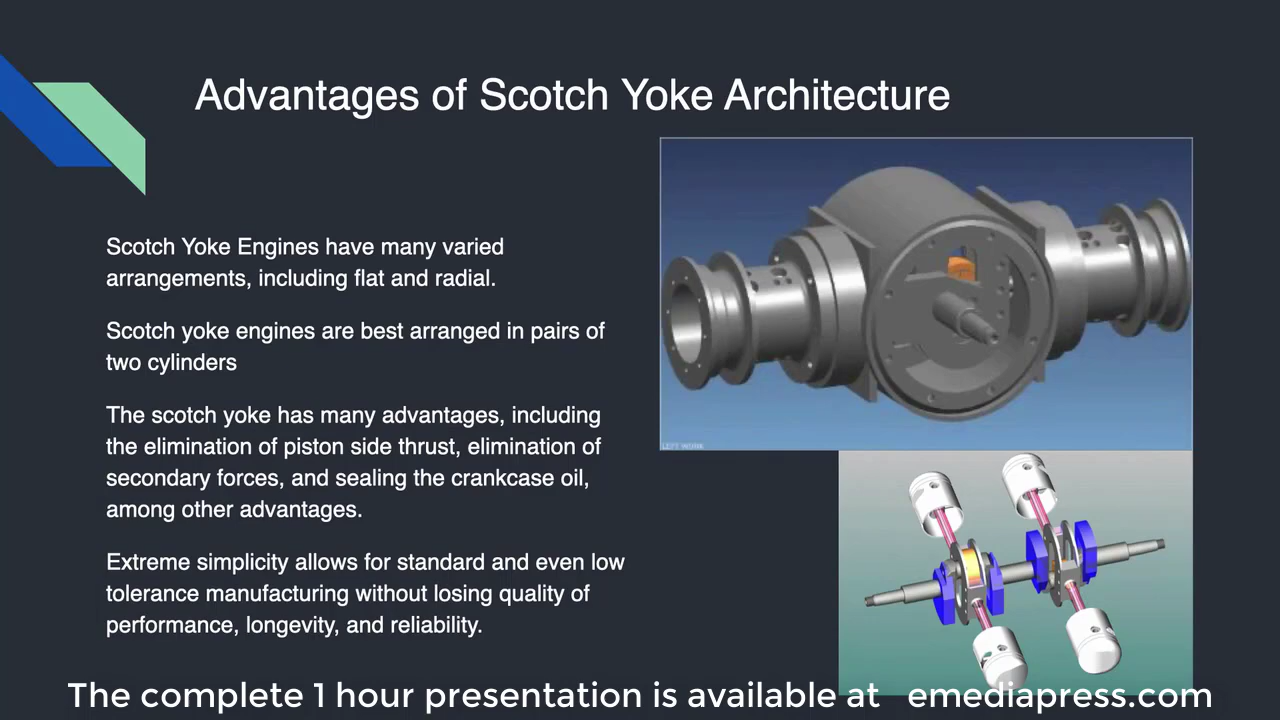 Advantages of Scotch Yoke Architecture
Scotch Yoke Engines have many varied
arrangements, including flat and radial.
Scotch yoke engines are best arranged in pairs of
two cylinders
The scotch yoke has many advantages, including
the elimination of piston side thrust, elimination of
secondary forces, and sealing the crankcase oil,
among other advantages.
Extreme simplicity allows for standard and even low
tolerance manufacturing without losing quality of
performance, longevity, and reliability.
The complete 1 hour presentation is available at emediapress.com